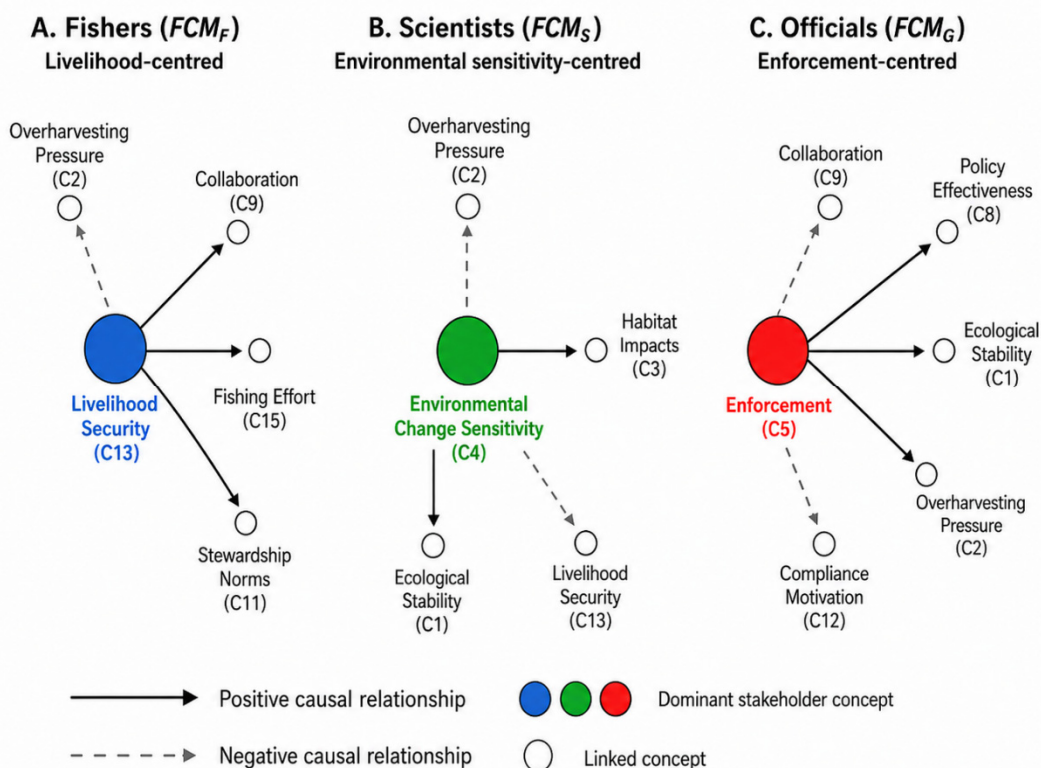 A. Fishers (FCM_F)
Livelihood-centred
Overharvesting
Pressure
(C2)
Collaboration
(C9)
Fishing Effort
(C15)
Livelihood
Security
(C13)
Stewardship
Norms
(C11)
B. Scientists (FCM_S)
Environmental sensitivity-centred
Overharvesting
Pressure
(C2)
Habitat
Impacts
(C3)
Environmental
Change Sensitivity
(C4)
Ecological
Stability
(C1)
Livelihood
Security
(C13)
C. Officials (FCM_G)
Enforcement-centred
Collaboration
(C9)
Policy
Effectiveness
(C8)
Ecological
Stability
(C1)
Enforcement
(C5)
Overharvesting
Pressure
(C2)
Compliance
Motivation
(C12)
Positive causal relationship
Dominant stakeholder concept
Negative causal relationship
Linked concept